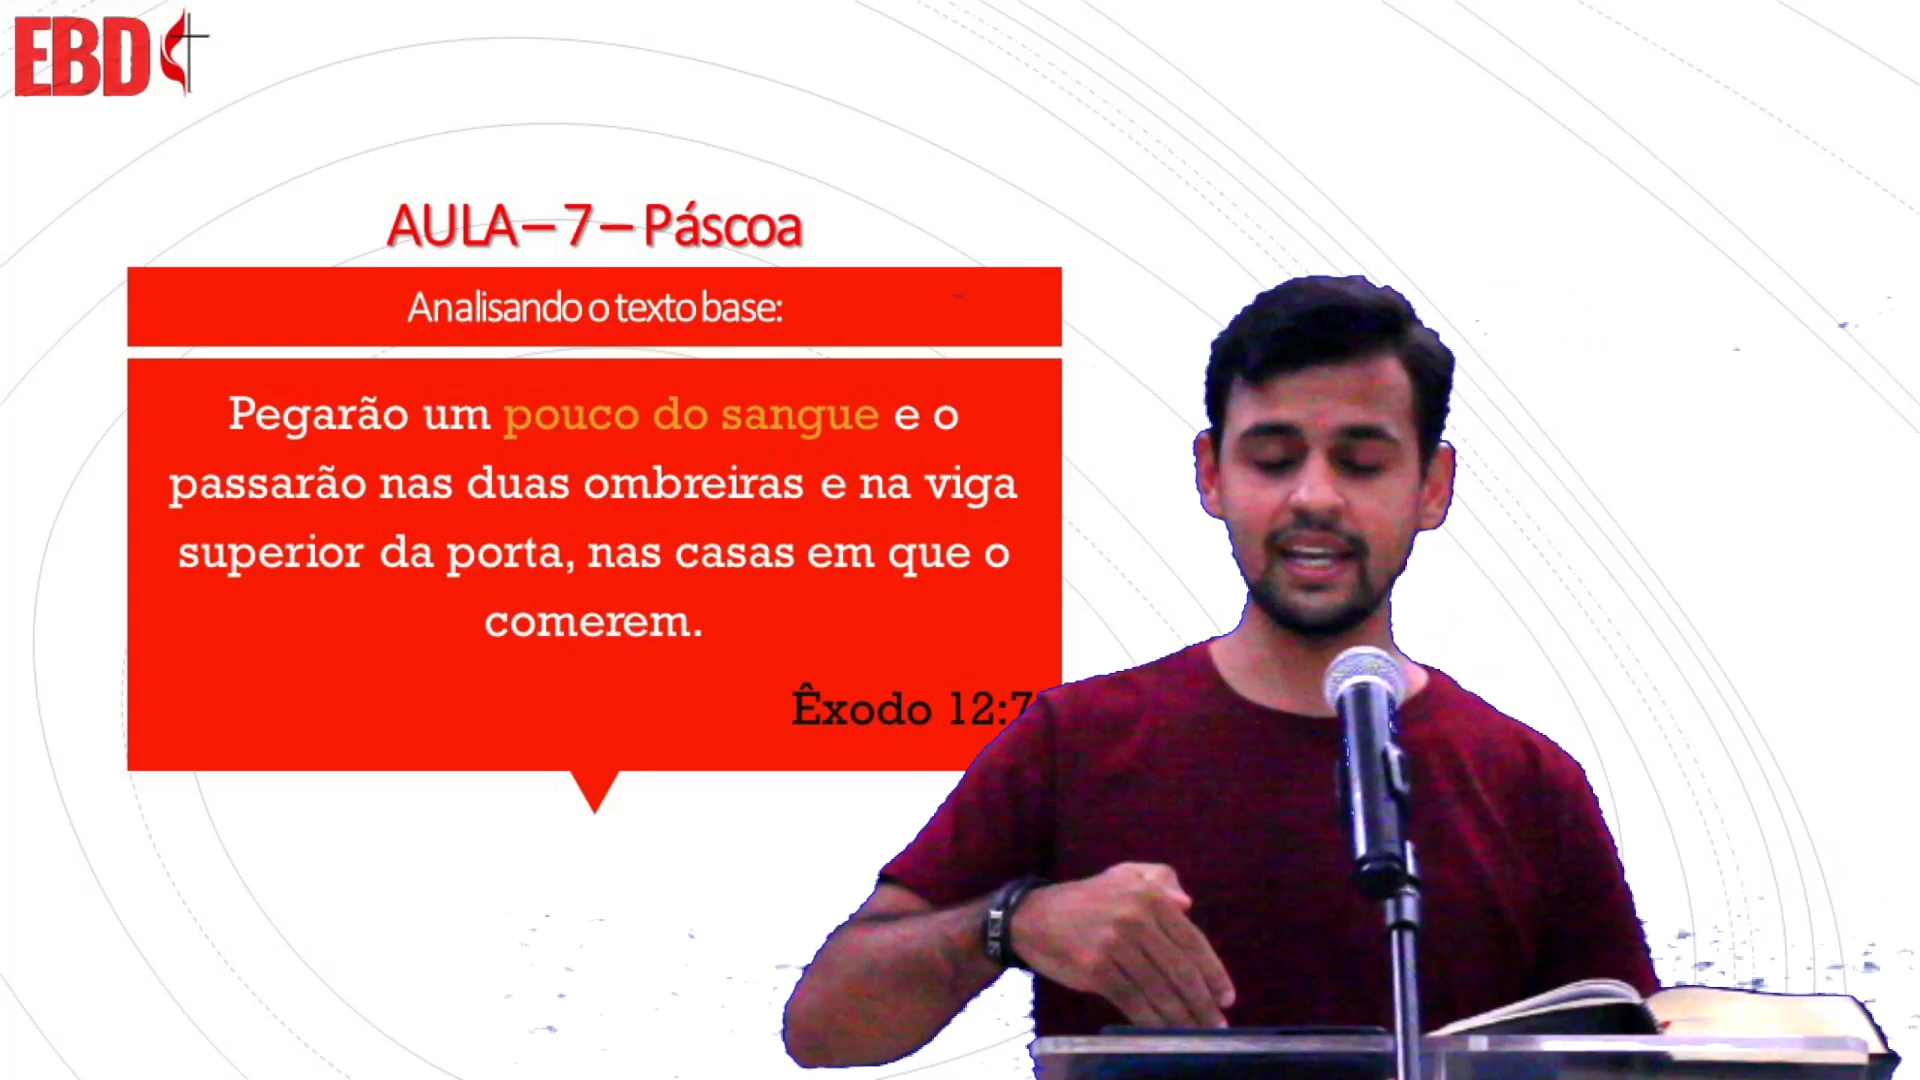 EBD
AULA – 7 – Páscoa
Analisando o texto base:
Pegarão um pouco do sangue e o
passarão nas duas ombreiras e na viga
superior da porta, nas casas em que o
comerem.
Êxodo 12:7